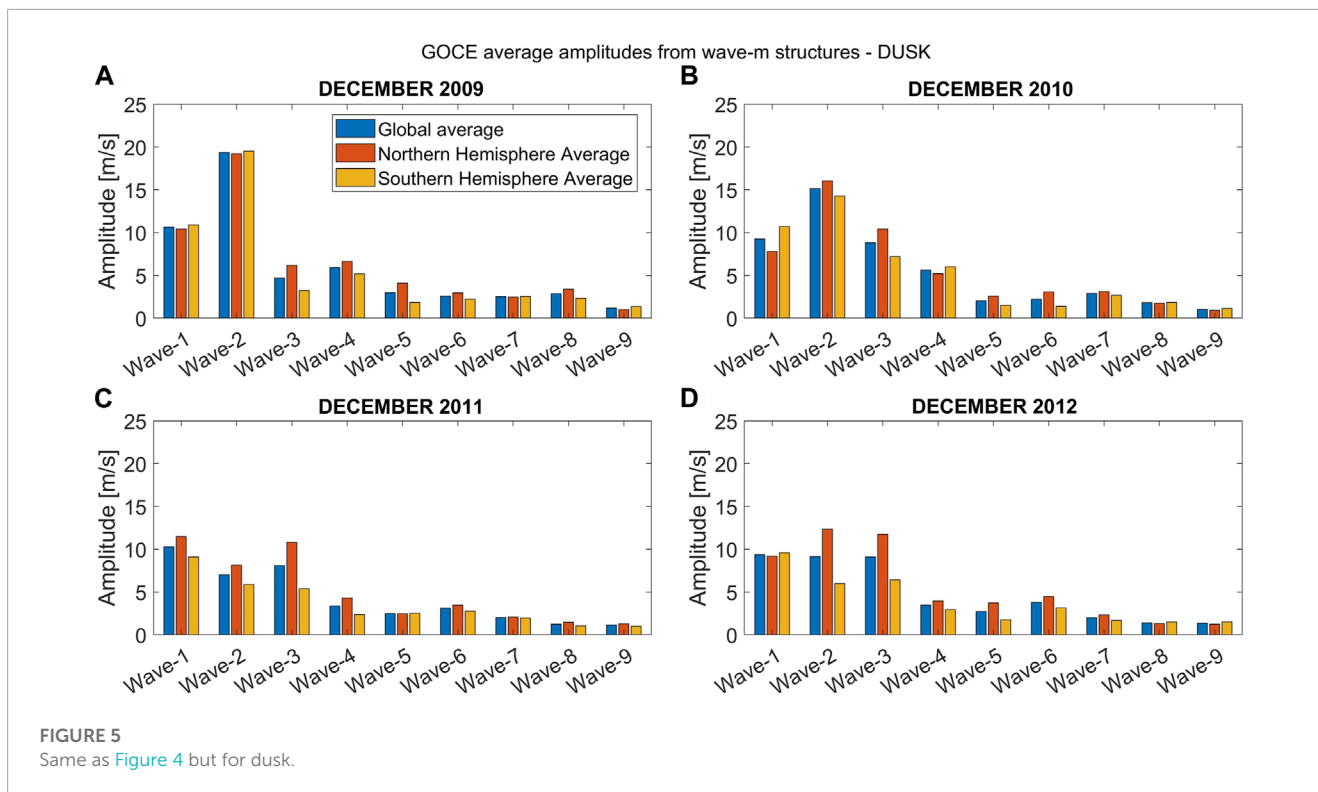 GOCE average amplitudes from wave-m structures - DUSK
A
DECEMBER 2009
25
20
15
10
5
0
Amplitude [m/s]
Global average
Northern Hemisphere Average
Southern Hemisphere Average
Wave-1 Wave-2 Wave-3 Wave-4 Wave-5 Wave-6 Wave-7 Wave-8 Wave-9
B
DECEMBER 2010
25
20
15
10
5
0
Amplitude [m/s]
Wave-1 Wave-2 Wave-3 Wave-4 Wave-5 Wave-6 Wave-7 Wave-8 Wave-9
C
DECEMBER 2011
25
20
15
10
5
0
Amplitude [m/s]
Wave-1 Wave-2 Wave-3 Wave-4 Wave-5 Wave-6 Wave-7 Wave-8 Wave-9
D
DECEMBER 2012
25
20
15
10
5
0
Amplitude [m/s]
Wave-1 Wave-2 Wave-3 Wave-4 Wave-5 Wave-6 Wave-7 Wave-8 Wave-9
FIGURE 5
Same as Figure 4 but for dusk.